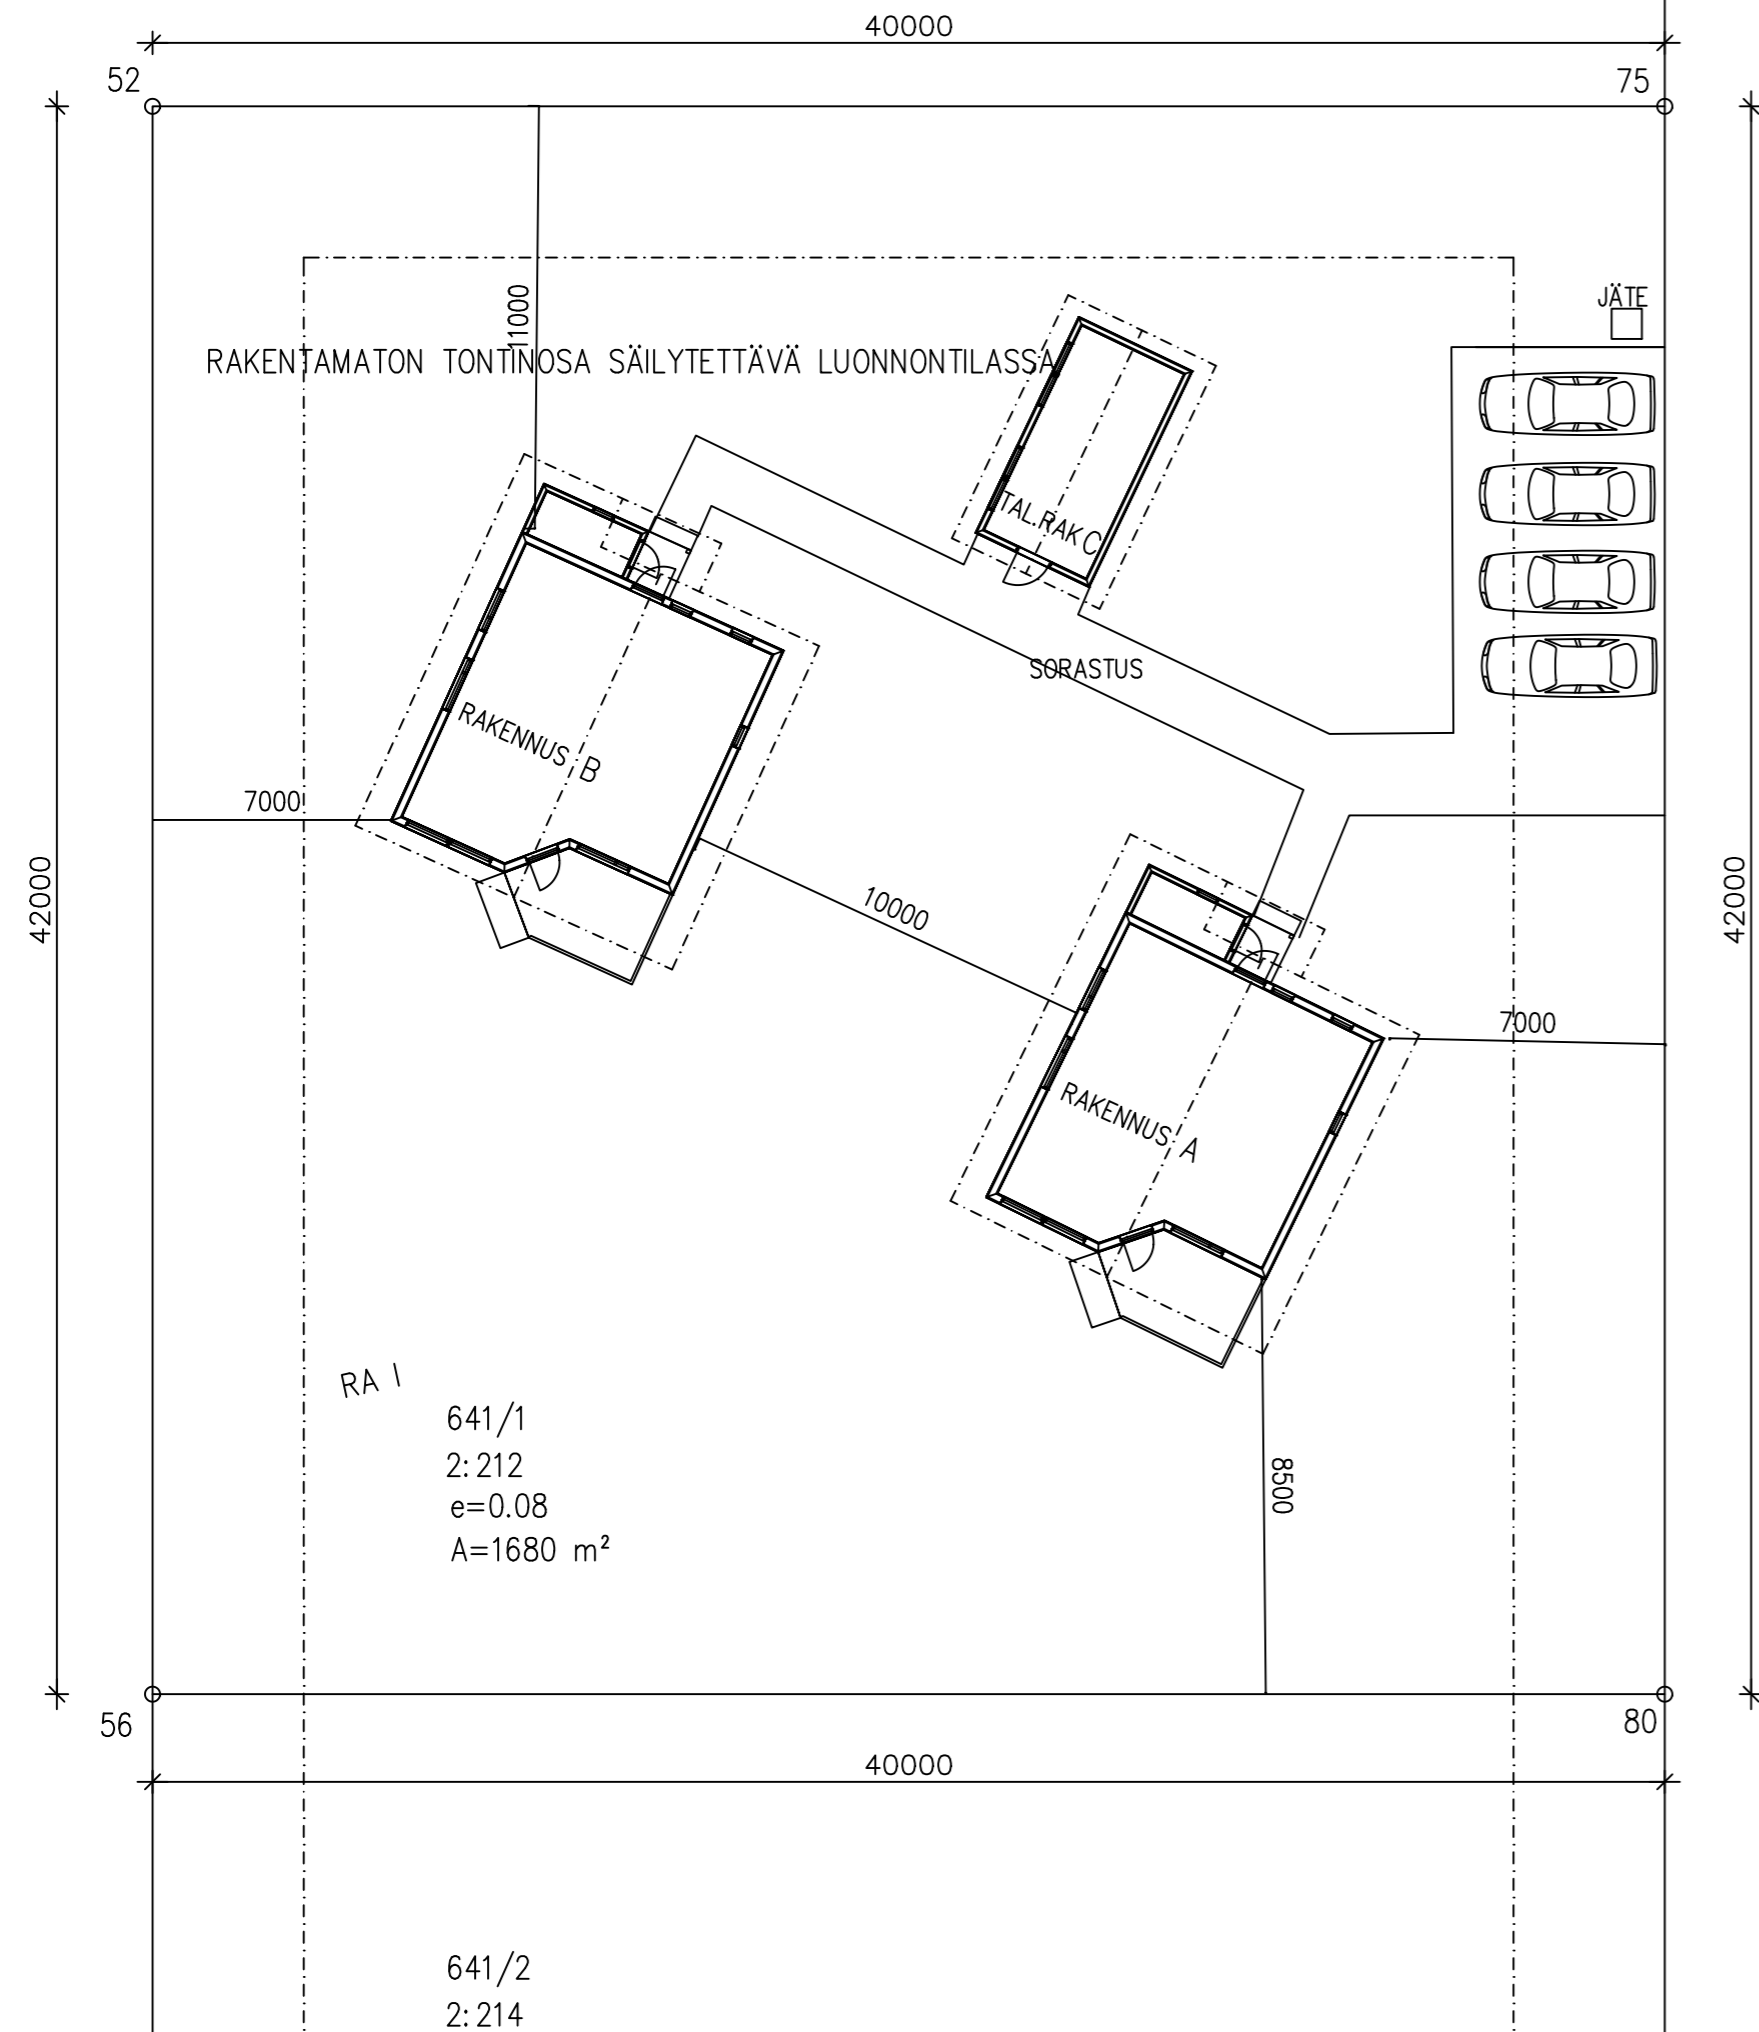 40000
52
75
11000
JÄTE
RAKENTAMATON TONTINOSA SÄILYTETTÄVÄ LUONNONTILASSA
TAL.RAK C
SORASTUS
RAKENNUS B
7000
42000
10000
42000
7000
RAKENNUS A
RA I
641/1
2:212
e=0.08
A=1680 m²
8500
56
80
40000
641/2
2:214